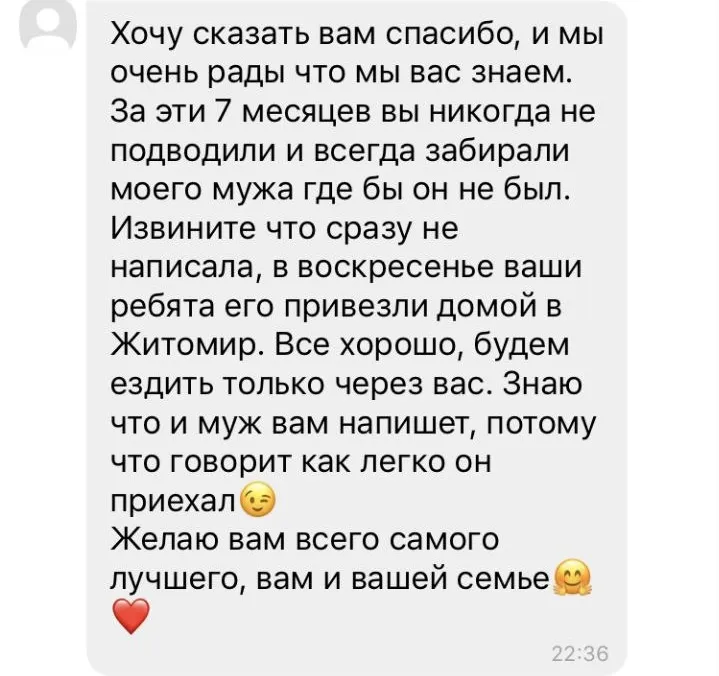 Хочу сказать вам спасибо, и мы
очень рады что мы вас знаем.
За эти 7 месяцев вы никогда не
подводили и всегда забирали
моего мужа где бы он не был.
Извините что сразу не
написала, в воскресенье ваши
ребята его привезли домой в
Житомир. Все хорошо, будем
ездить только через вас. Знаю
что и муж вам напишет, потому
что говорит как легко он
приехал😉
Желаю вам всего самого
лучшего, вам и вашей семье🤗
❤️
22:36